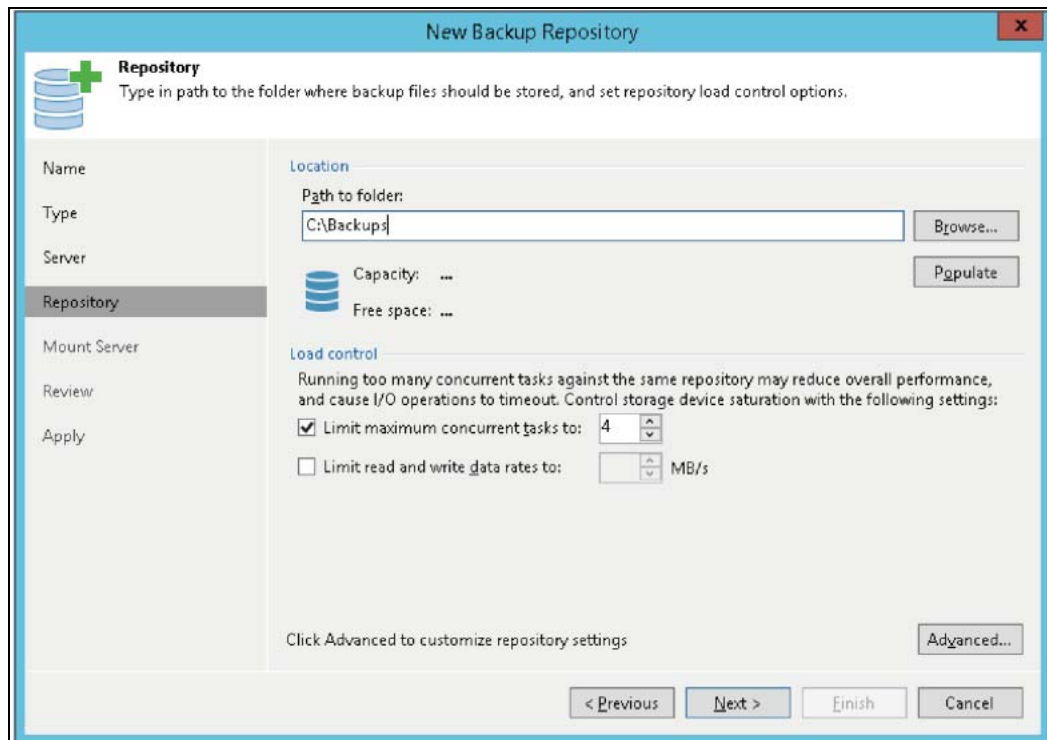 New Backup Repository
x
Repository
Type in path to the folder where backup files should be stored, and set repository load control options.
Name
Type
Server
Repository
Mount Server
Review
Apply
Location
Path to folder:
C:\Backups
Browse...
Capacity: ...
Populate
Free space: ...
Load control
Running too many concurrent tasks against the same repository may reduce overall performance,
and cause I/O operations to timeout. Control storage device saturation with the following settings:
Limit maximum concurrent tasks to: 4
Limit read and write data rates to: MB/s
Click Advanced to customize repository settings
Advanced...
< Previous
Next >
Finish
Cancel